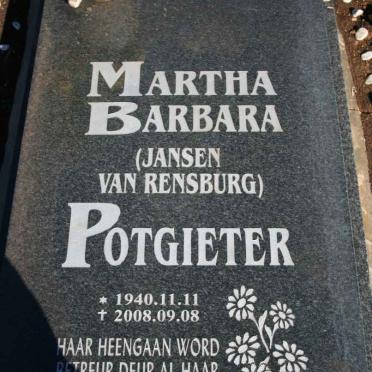 MARTHA
BARBARA
(JANSEN
VAN RENSBURG)
POTGIETER
* 1940.11.11
† 2008.09.08
HAAR HEENGAAN WORD
BETREUR DEUR AL HAAR